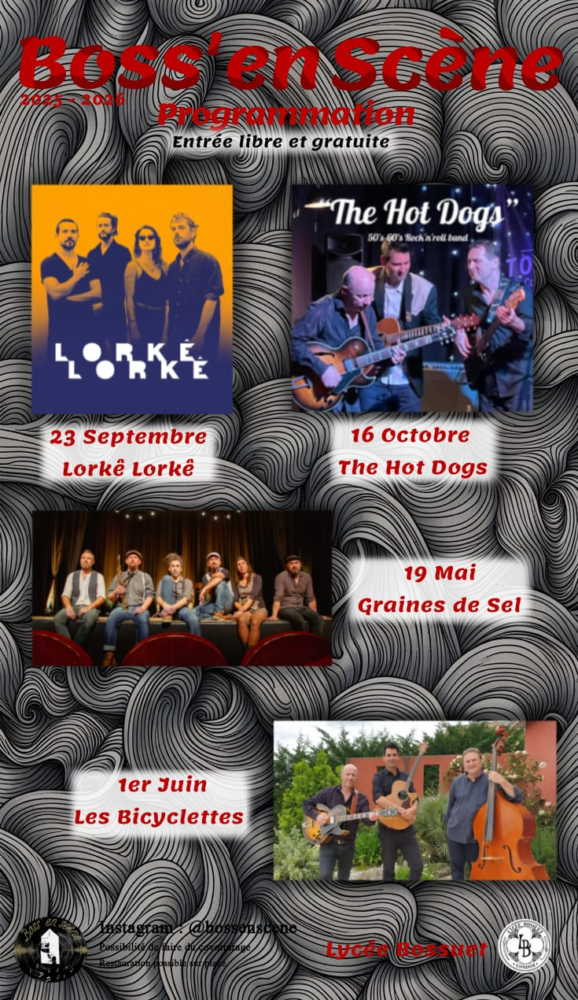 Boss'en Scène
2025 - 2026
Programmation
Entrée libre et gratuite
LORKÊ
LORKÊ
"The Hot Dogs"
50's-60's Rock'n'roll band
TO
23 Septembre
Lorkê Lorkê
16 Octobre
The Hot Dogs
19 Mai
Graines de Sel
1er Juin
Les Bicyclettes
Boss en scène
Instagram : @bossenscene
Possibilité de faire du covoiturage
Restauration possible sur place
Lycée Bossuet
LYCÉE BOSSUET
LB
CONDOM